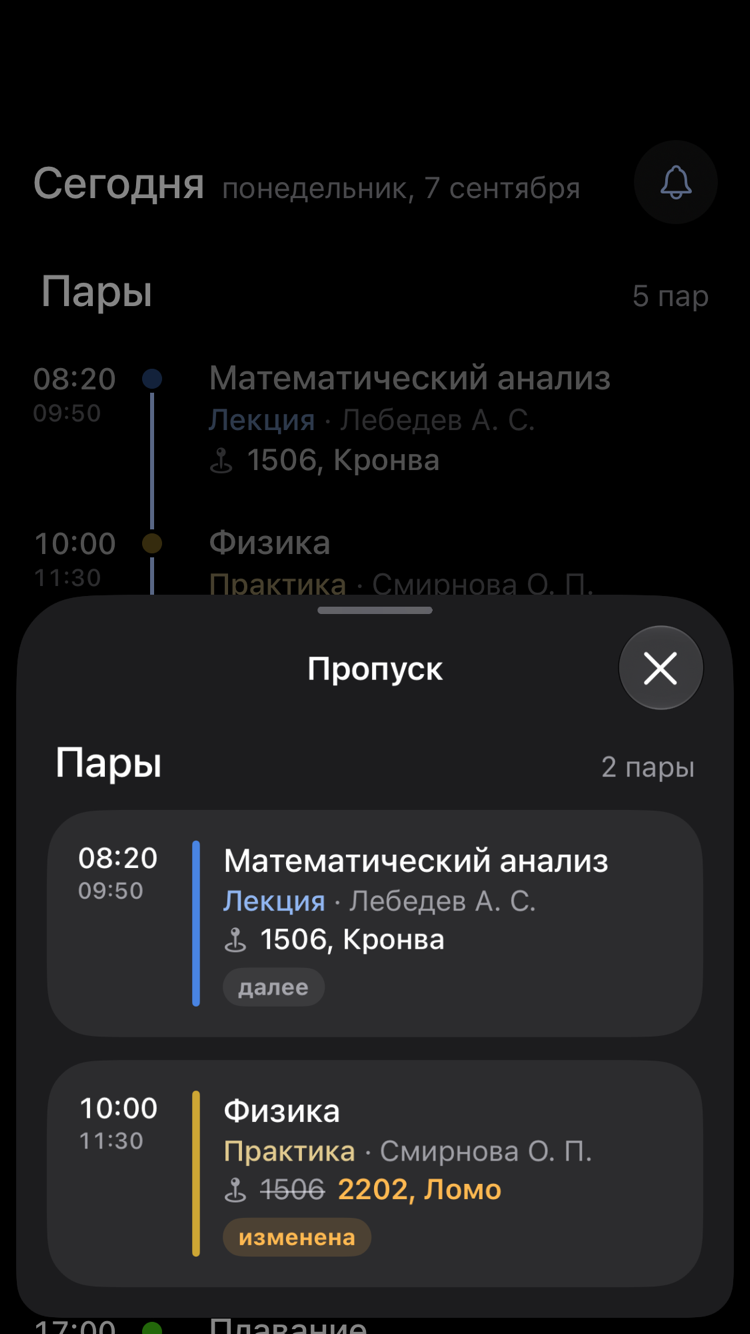 Сегодня понедельник, 7 сентября
Пары 5 пар
08:20 Математический анализ
09:50 Лекция · Лебедев А. С.
1506, Кронва
10:00 Физика
11:30 Практика · Смирнова О. П.
Пропуск
Пары 2 пары
08:20 Математический анализ
09:50 Лекция · Лебедев А. С.
1506, Кронва
далее
10:00 Физика
11:30 Практика · Смирнова О. П.
1506 2202, Ломо
изменена
17:00 Плавание